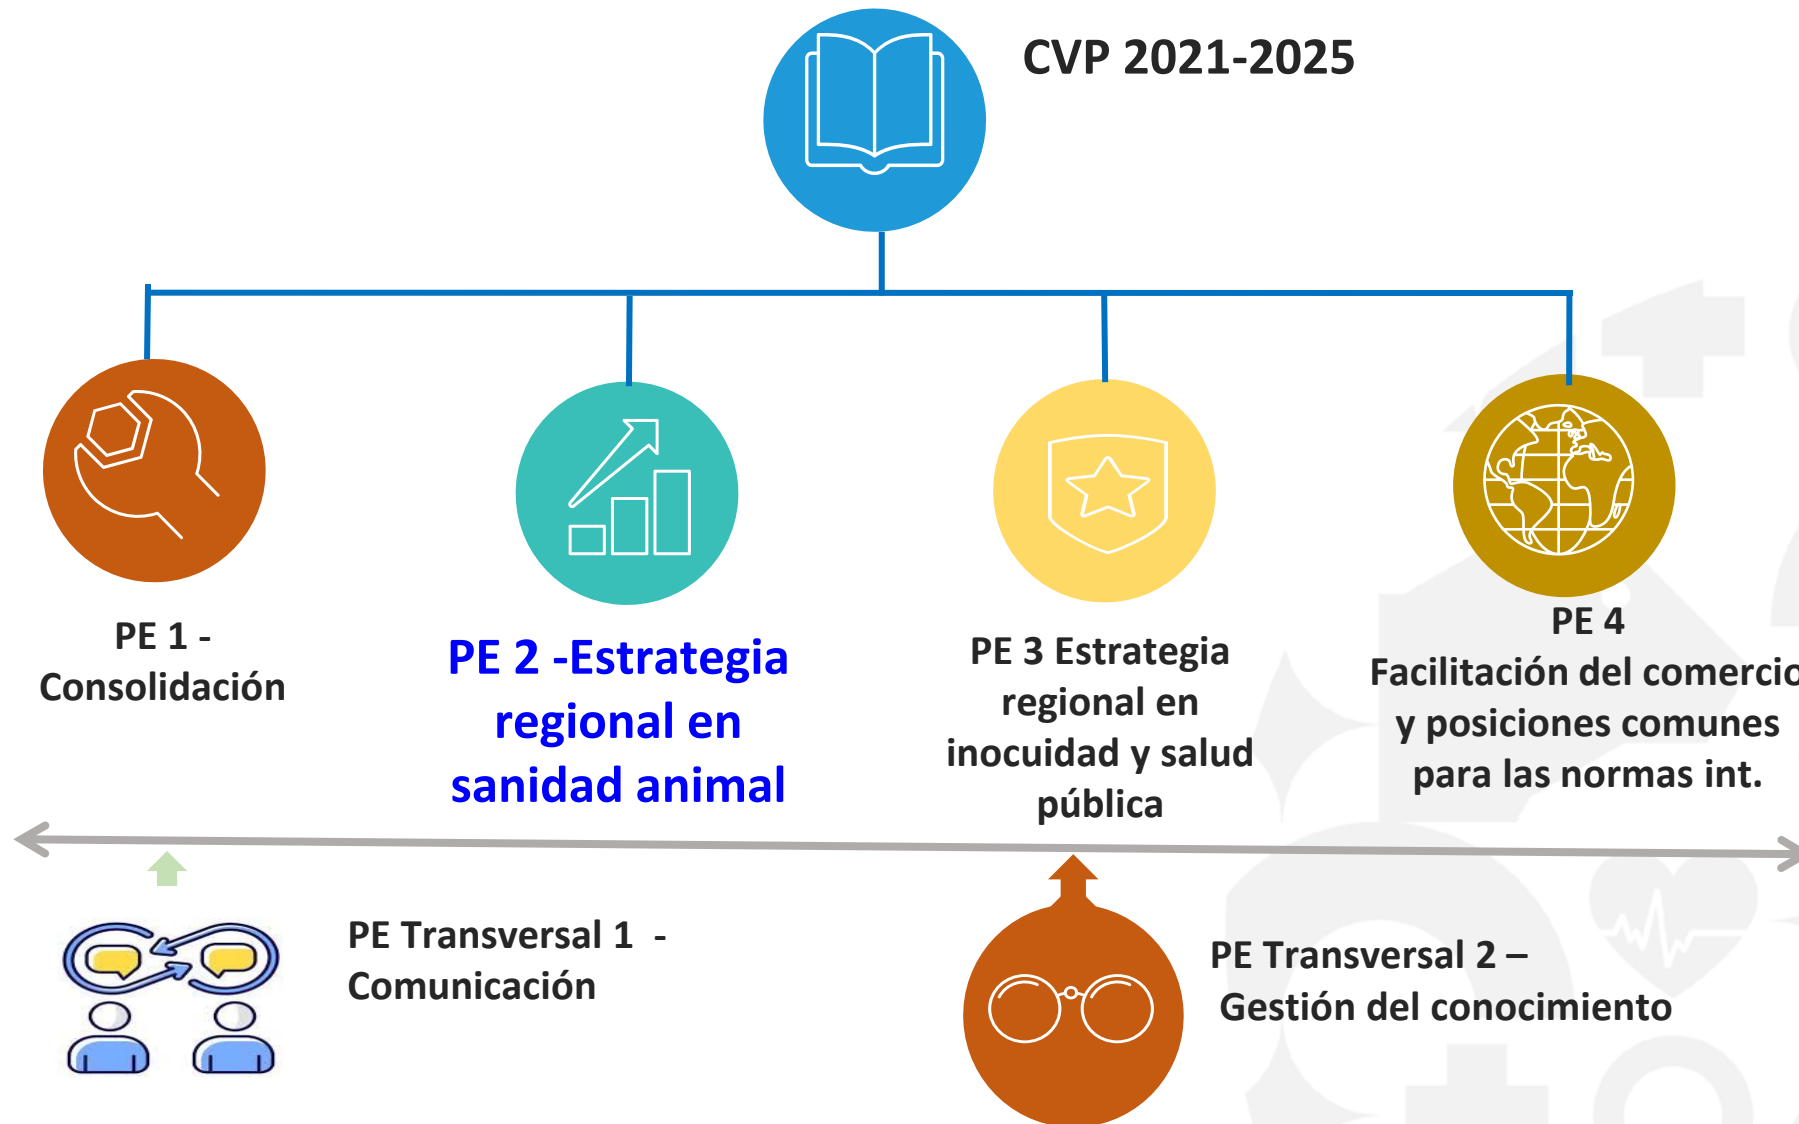 CVP 2021-2025
PE 1 -
Consolidación
PE 2 -Estrategia
regional en
sanidad animal
PE 3 Estrategia
regional en
inocuidad y salud
pública
PE 4
Facilitación del comercio
y posiciones comunes
para las normas int.
PE Transversal 1 -
Comunicación
PE Transversal 2 –
Gestión del conocimiento